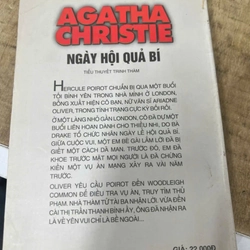 AGATHA
CHRISTIE
NGÀY HỘI QUẢ BÍ
TIỂU THUYẾT TRINH THÁM
HERCULE POIROT CHUẨN BỊ QUA MỘT BUỔI
TỐI BÌNH YÊN TRONG NHÀ MÌNH Ở LONDON,
BỖNG XUẤT HIỆN CÔ BẠN, NỮ VĂN SĨ ARIADNE
OLIVER, TRONG TÌNH TRẠNG CỰC KỲ BỐI RỐI.
Ở MỘT LÀNG NHỎ GẦN LONDON, CÔ ĐÃ DỰ MỘT
BUỔI LIÊN HOAN DÀNH CHO THIẾU NHI, DO BÀ
DRAKE TỔ CHỨC NHÂN NGÀY LỄ HỘI QUẢ BÍ.
GIỮA CUỘC VUI, MỘT EM BÉ GÁI LÂM LỜI ĐÃ BỊ
GIẾT MỘT CÁCH DÃ MAN. TRƯỚC ĐÓ, EM ĐÃ
KHOE TRƯỚC MẶT MỌI NGƯỜI LÀ ĐÃ CHỨNG
KIẾN MỘT VỤ ÁN MẠNG XẢY RA VÀI NĂM
TRƯỚC.
OLIVER YÊU CẦU POIROT ĐẾN WOODLEIGH
COMMON ĐỂ ĐIỀU TRA VỤ ÁN, TRUY TÌM THỦ
PHẠM. NHÀ THÁM TỬ TÀI BA NHẬN LỜI. VỪA ĐẾN
CÁI THỊ TRẤN THANH BÌNH ẤY, ÔNG ĐÃ NHẬN RA
LÀ VẺ YÊN VUI CHỈ LÀ BỀ NGOÀI...
GIÁ: 22.000Đ